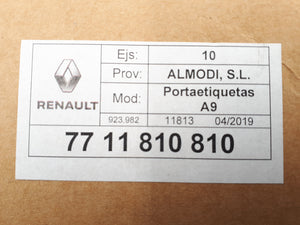 Ejs: 10
Prov: ALMODI, S.L.
RENAULT
Mod: Portaetiquetas
A9
923,982 11813 04/2019
77 11 810 810